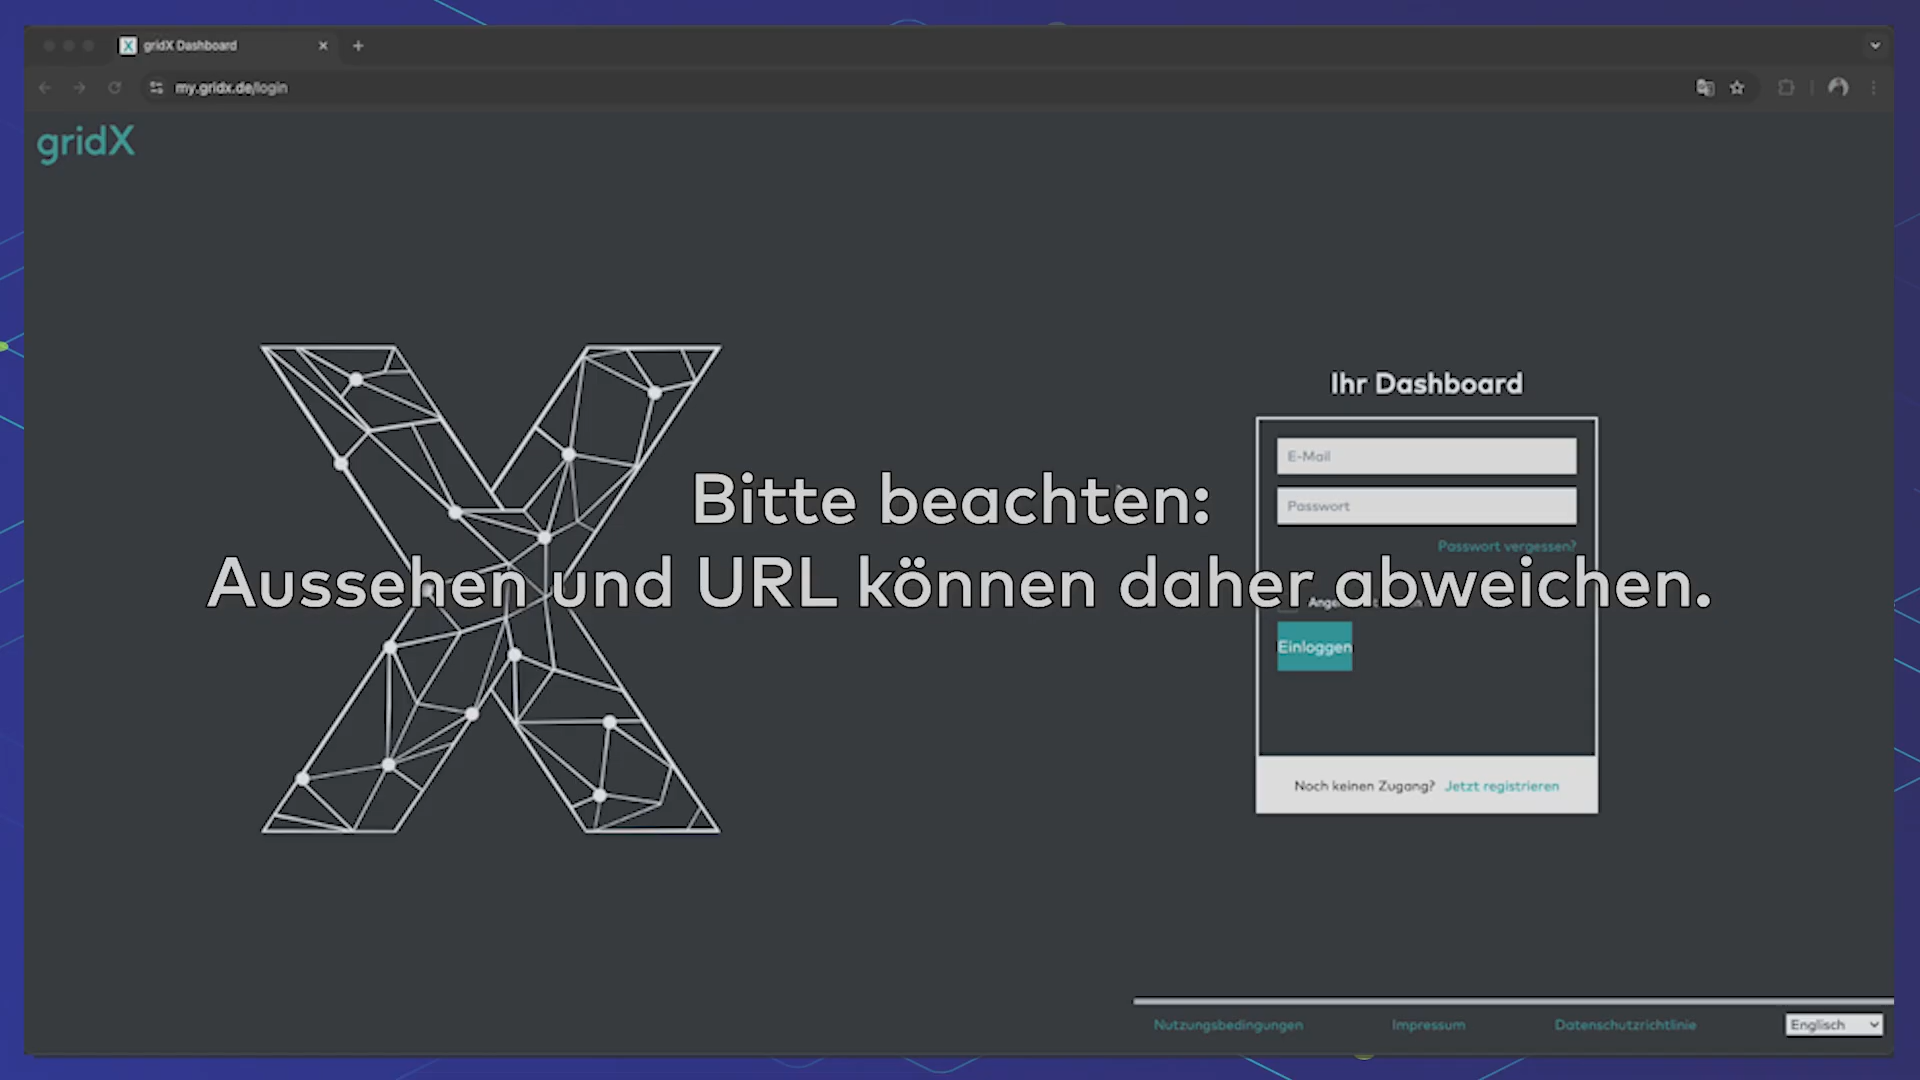 gridX Dashboard
my.gridx.de/login
gridX
Ihr Dashboard
E-Mail
Passwort
Passwort vergessen?
Bitte beachten:
Aussehen und URL können daher abweichen.
Einloggen
Noch keinen Zugang? Jetzt registrieren
Nutzungsbedingungen
Impressum
Datenschutzrichtlinie
Englisch